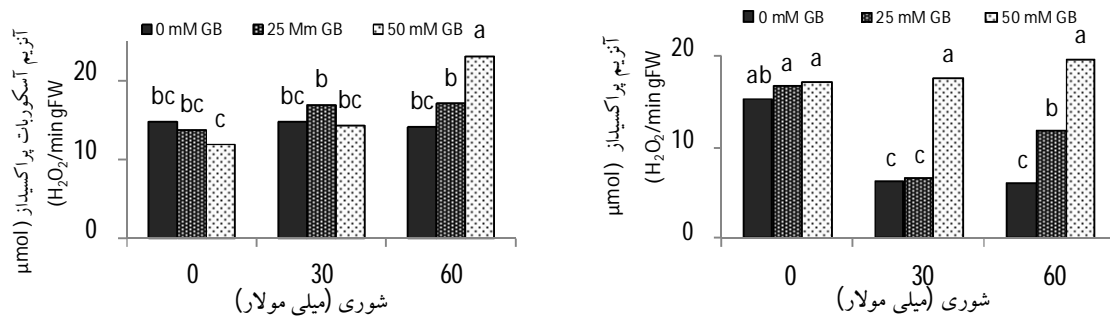 0 mM GB 25 Mm GB 50 mM GB
آنزیم آسکوربات پراکسیداز (µmol
H₂O₂/min gFW)
20
10
0
bc bc c
bc b bc
bc b a
0 30 60
شوری (میلی مولار)
0 mM GB 25 mM GB 50 mM GB
آنزیم پراکسیداز (µmol
H₂O₂/min gFW)
20
10
0
ab a a
c c a
c b a
0 30 60
شوری (میلی مولار)